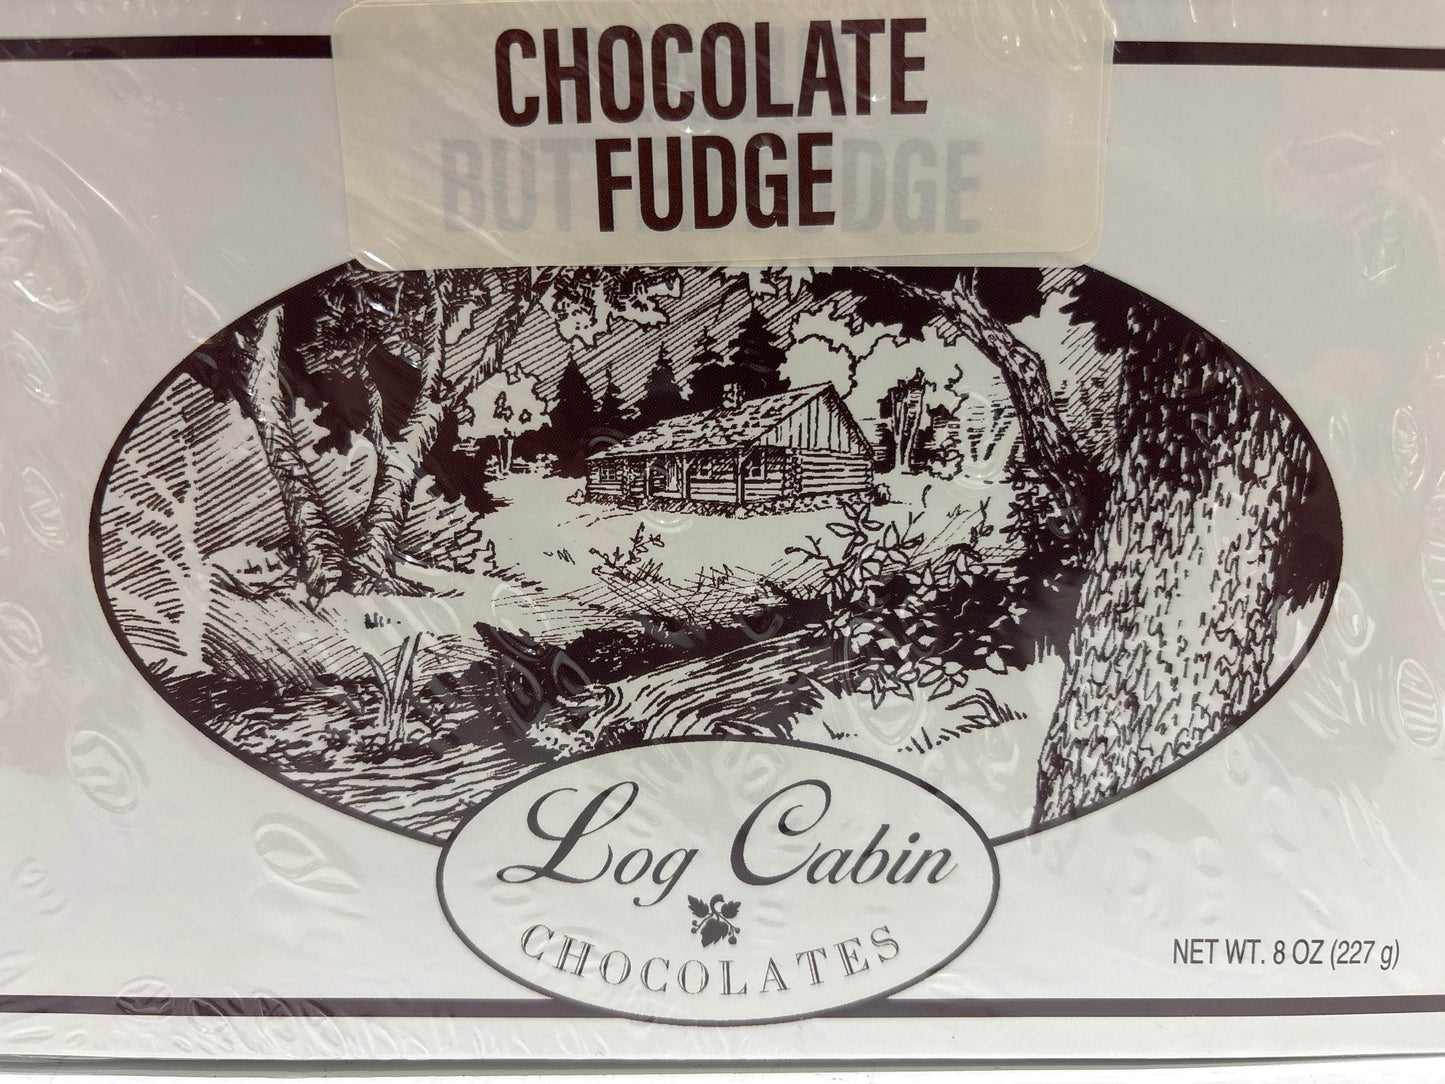 CHOCOLATE
FUDGE
Log Cabin
CHOCOLATES
NET WT. 8 OZ (227 g)